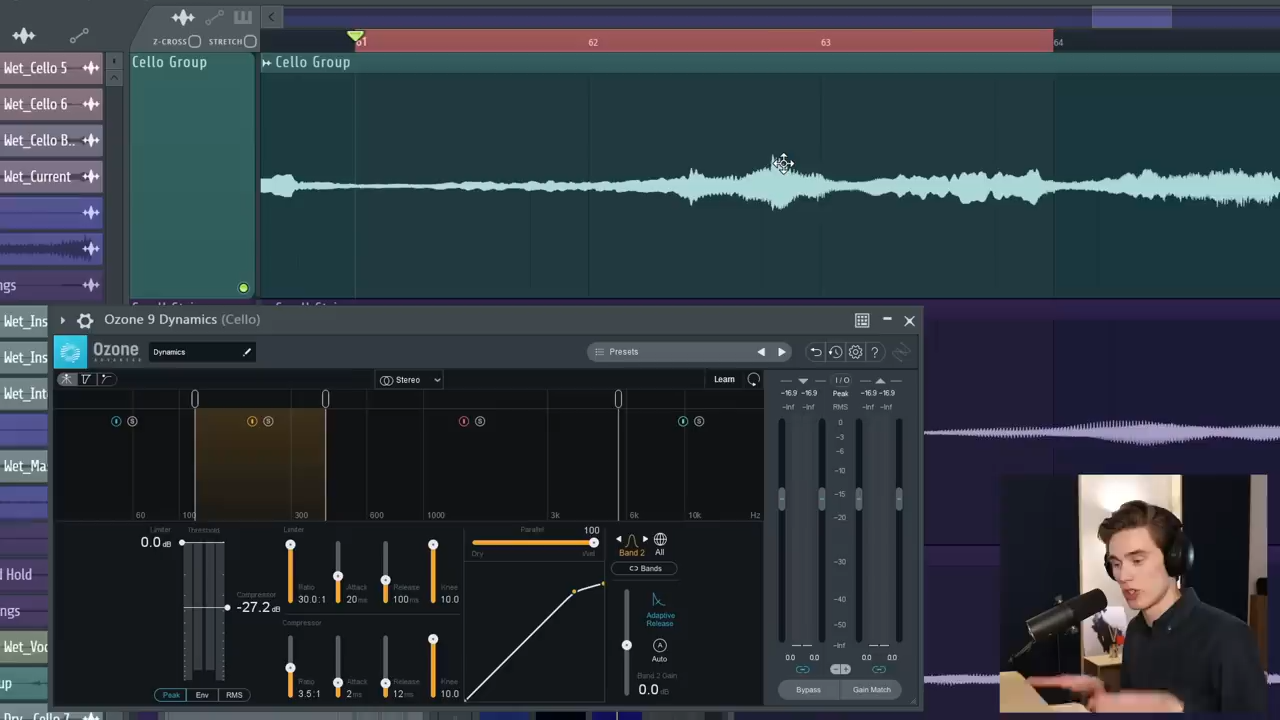 Z-CROSS
STRETCH
61
62
63
64
Cello Group
Cello Group
Wet_Cello 5
Wet_Cello 6
Wet_Cello B..
Wet_Current
ngs
Wet_Ins
Wet_Ins
Wet_Inte
Wet_Ma
d Hold
ngs
Wet_Voc
up
Dry_Cello 7
Ozone 9 Dynamics (Cello)
Ozone
ADVANCED
Dynamics
Presets
?
Stereo
Learn
I / O
-16.9 -16.9 Peak -16.9 -16.9
-Inf -Inf RMS -Inf -Inf
S
S
S
S
60
100
300
600
1000
3k
6k
10k
Hz
0
-3
-6
-10
-15
-20
-30
-40
-50
-Inf
0.0 0.0
0.0 0.0
Bypass
Gain Match
Limiter
0.0 dB
Threshold
Compressor
-27.2 dB
Peak
Env
RMS
Limiter
Ratio
30.0:1
Attack
20 ms
Release
100 ms
Knee
10.0
Compressor
Ratio
3.5:1
Attack
2 ms
Release
12 ms
Knee
10.0
Parallel
100
Dry
Wet
Band 2
All
Bands
Adaptive
Release
A
Auto
Band 2 Gain
0.0 dB